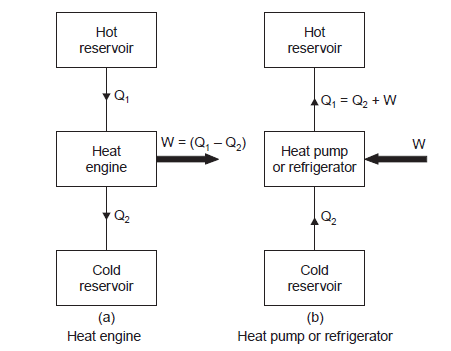 Hot
reservoir
Q₁
Heat
engine
W = (Q₁ – Q₂)
Q₂
Cold
reservoir
(a)
Heat engine
Hot
reservoir
Q₁ = Q₂ + W
Heat pump
or refrigerator
W
Q₂
Cold
reservoir
(b)
Heat pump or refrigerator